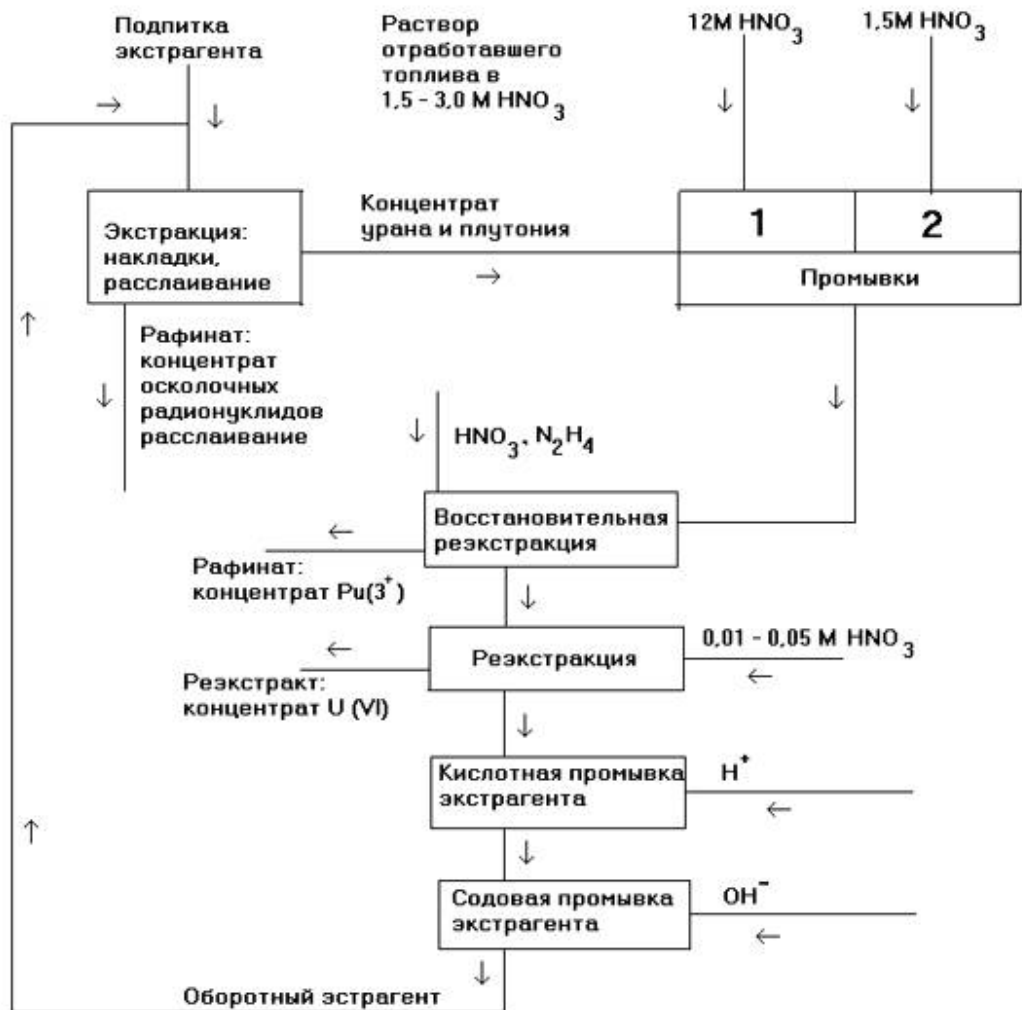 Подпитка
экстрагента
Раствор
отработавшего
топлива в
1,5 - 3,0 М HNO3
12М HNO3
1,5М HNO3
Экстракция:
накладки,
расслаивание
Концентрат
урана и плутония
1
2
Промывки
Рафинат:
концентрат
осколочных
радионуклидов
расслаивание
HNO3, N2H4
Восстановительная
реэкстракция
Рафинат:
концентрат Pu(3+)
Реэкстракция
0,01 - 0,05 М HNO3
Реэкстракт:
концентрат U (VI)
Кислотная промывка
экстрагента
H+
Содовая промывка
экстрагента
OH−
Оборотный эстрагент